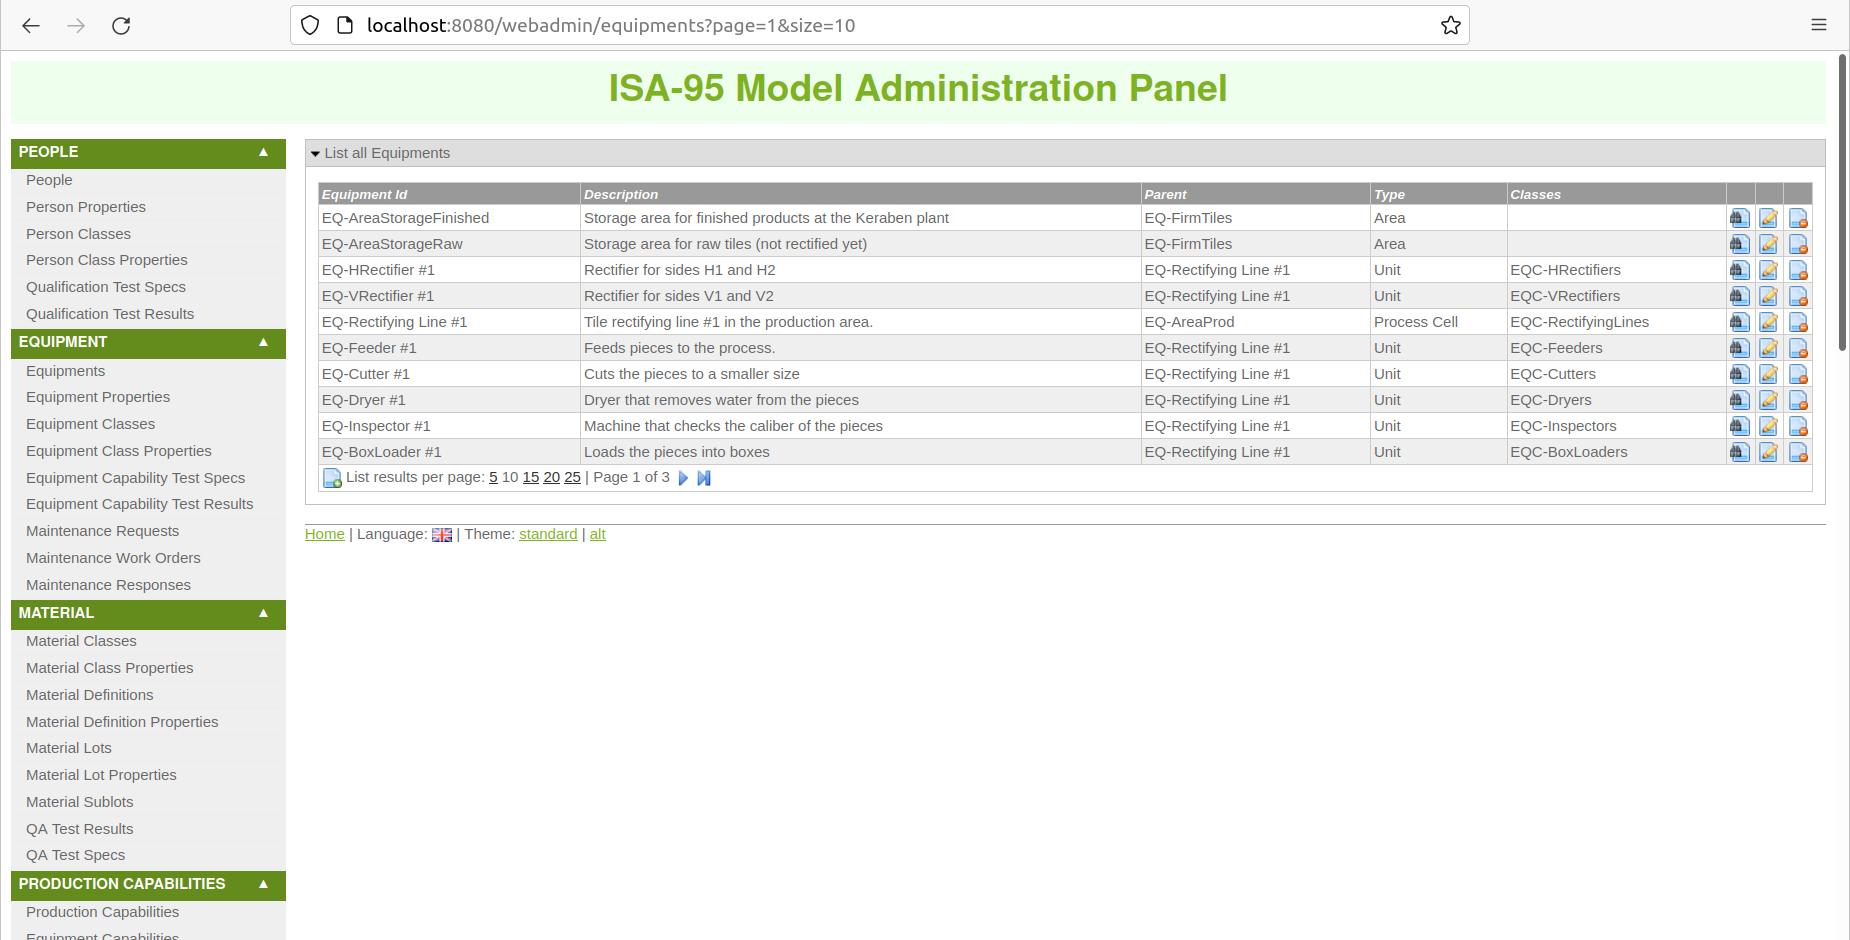 localhost:8080/webadmin/equipments?page=1&size=10
ISA-95 Model Administration Panel
PEOPLE ▲
People
Person Properties
Person Classes
Person Class Properties
Qualification Test Specs
Qualification Test Results
EQUIPMENT ▲
Equipments
Equipment Properties
Equipment Classes
Equipment Class Properties
Equipment Capability Test Specs
Equipment Capability Test Results
Maintenance Requests
Maintenance Work Orders
Maintenance Responses
MATERIAL ▲
Material Classes
Material Class Properties
Material Definitions
Material Definition Properties
Material Lots
Material Lot Properties
Material Sublots
QA Test Results
QA Test Specs
PRODUCTION CAPABILITIES ▲
Production Capabilities
Equipment Capabilities
List all Equipments
Equipment Id Description Parent Type Classes
EQ-AreaStorageFinished Storage area for finished products at the Keraben plant EQ-FirmTiles Area
EQ-AreaStorageRaw Storage area for raw tiles (not rectified yet) EQ-FirmTiles Area
EQ-HRectifier #1 Rectifier for sides H1 and H2 EQ-Rectifying Line #1 Unit EQC-HRectifiers
EQ-VRectifier #1 Rectifier for sides V1 and V2 EQ-Rectifying Line #1 Unit EQC-VRectifiers
EQ-Rectifying Line #1 Tile rectifying line #1 in the production area. EQ-AreaProd Process Cell EQC-RectifyingLines
EQ-Feeder #1 Feeds pieces to the process. EQ-Rectifying Line #1 Unit EQC-Feeders
EQ-Cutter #1 Cuts the pieces to a smaller size EQ-Rectifying Line #1 Unit EQC-Cutters
EQ-Dryer #1 Dryer that removes water from the pieces EQ-Rectifying Line #1 Unit EQC-Dryers
EQ-Inspector #1 Machine that checks the caliber of the pieces EQ-Rectifying Line #1 Unit EQC-Inspectors
EQ-BoxLoader #1 Loads the pieces into boxes EQ-Rectifying Line #1 Unit EQC-BoxLoaders
List results per page: 5 10 15 20 25 | Page 1 of 3
Home | Language: | Theme: standard | alt